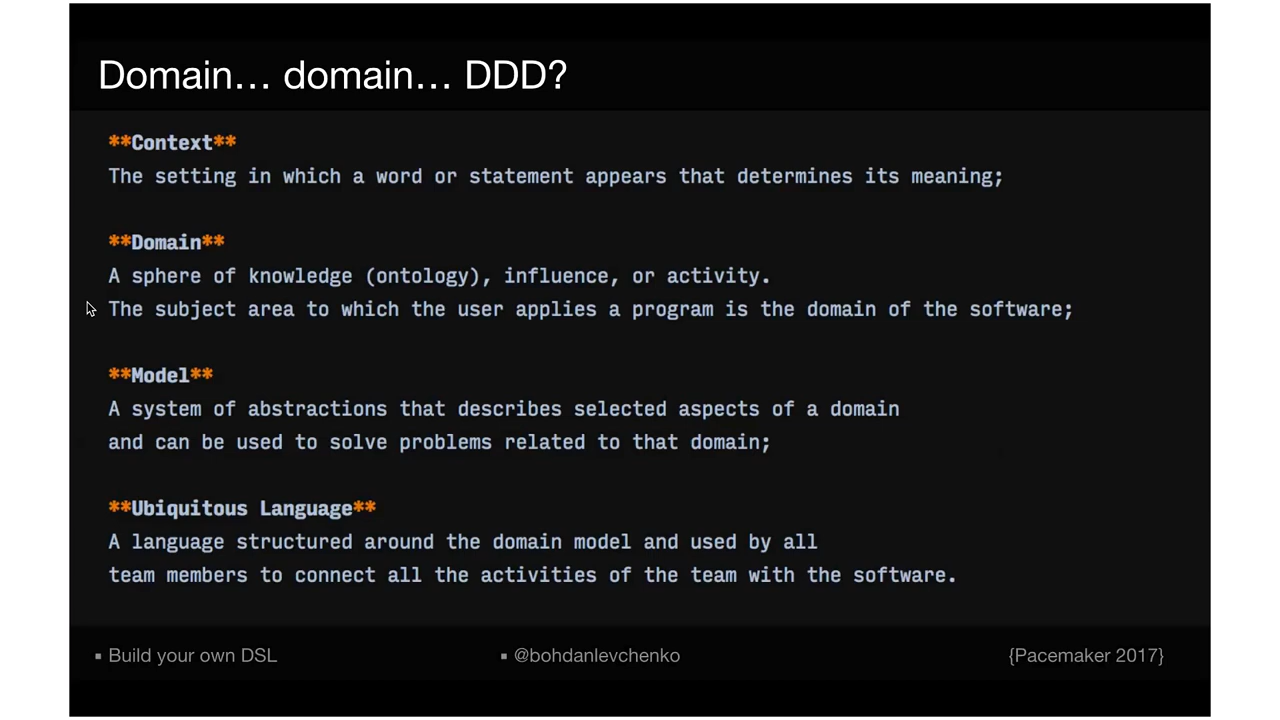 Domain… domain… DDD?
**Context**
The setting in which a word or statement appears that determines its meaning;
**Domain**
A sphere of knowledge (ontology), influence, or activity.
The subject area to which the user applies a program is the domain of the software;
**Model**
A system of abstractions that describes selected aspects of a domain
and can be used to solve problems related to that domain;
**Ubiquitous Language**
A language structured around the domain model and used by all
team members to connect all the activities of the team with the software.
▪ Build your own DSL
▪ @bohdanlevchenko
{Pacemaker 2017}